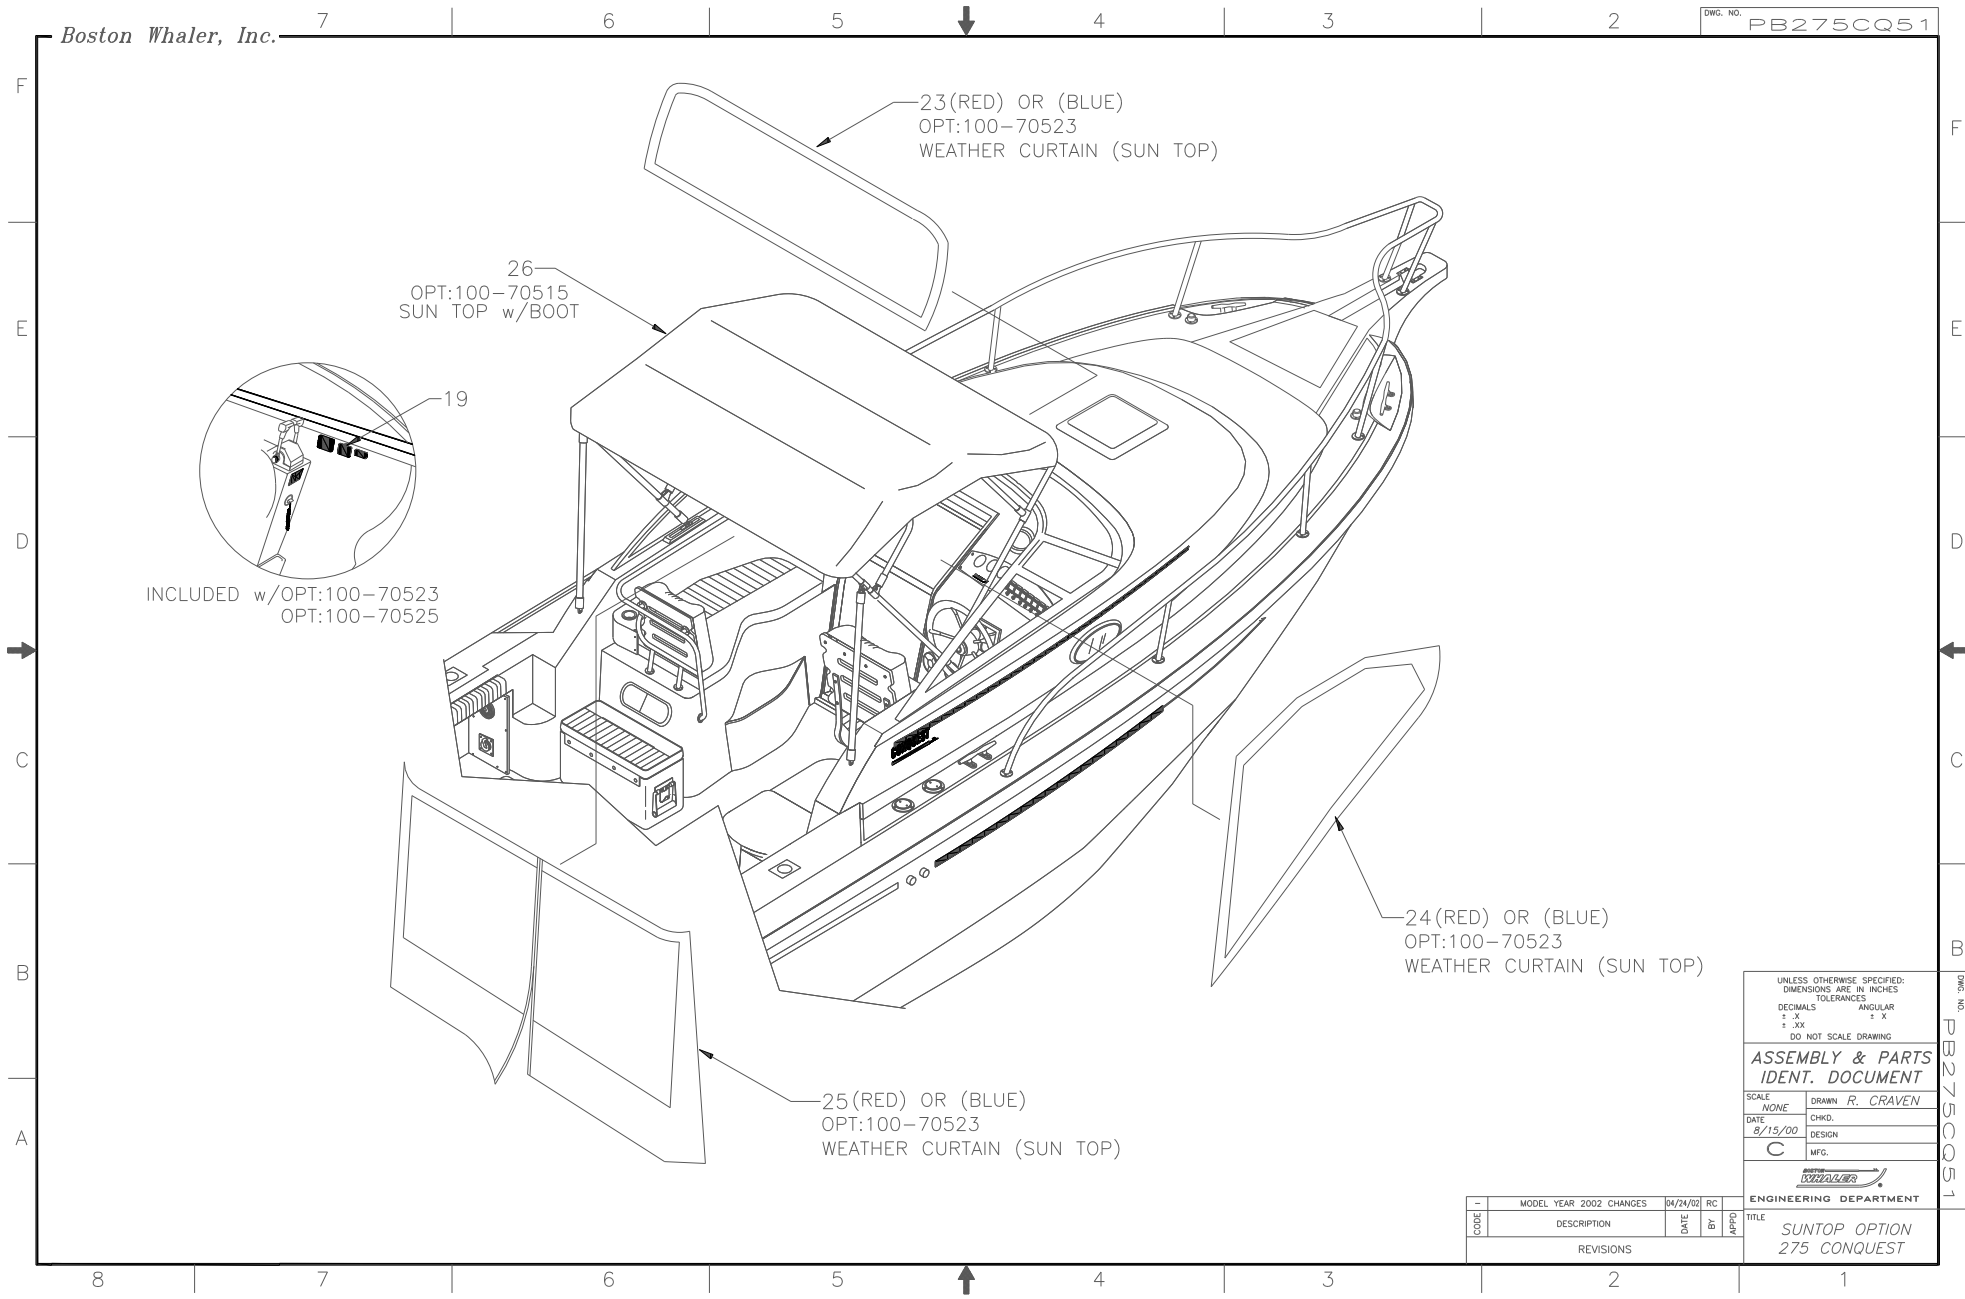 7 6 5 4 3 2
DWG. NO. PB275CQ51
Boston Whaler, Inc.
F
F
23(RED) OR (BLUE)
OPT:100-70523
WEATHER CURTAIN (SUN TOP)
26
OPT:100-70515
SUN TOP w/BOOT
E
E
19
D
D
INCLUDED w/OPT:100-70523
OPT:100-70525
CONQUEST
C
C
24(RED) OR (BLUE)
OPT:100-70523
WEATHER CURTAIN (SUN TOP)
B
B
25(RED) OR (BLUE)
OPT:100-70523
WEATHER CURTAIN (SUN TOP)
A
UNLESS OTHERWISE SPECIFIED:
DIMENSIONS ARE IN INCHES
TOLERANCES
DECIMALS ANGULAR
± .X ± X
± .XX
DO NOT SCALE DRAWING
DWG. NO. PB275CQ51
ASSEMBLY & PARTS
IDENT. DOCUMENT
SCALE NONE
DRAWN R. CRAVEN
DATE 8/15/00
CHKD.
DESIGN
C
MFG.
BOSTON
WHALER
ENGINEERING DEPARTMENT
TITLE
SUNTOP OPTION
275 CONQUEST
- MODEL YEAR 2002 CHANGES 04/24/02 RC
CODE DESCRIPTION DATE BY APPD
REVISIONS
8 7 6 5 4 3 2 1